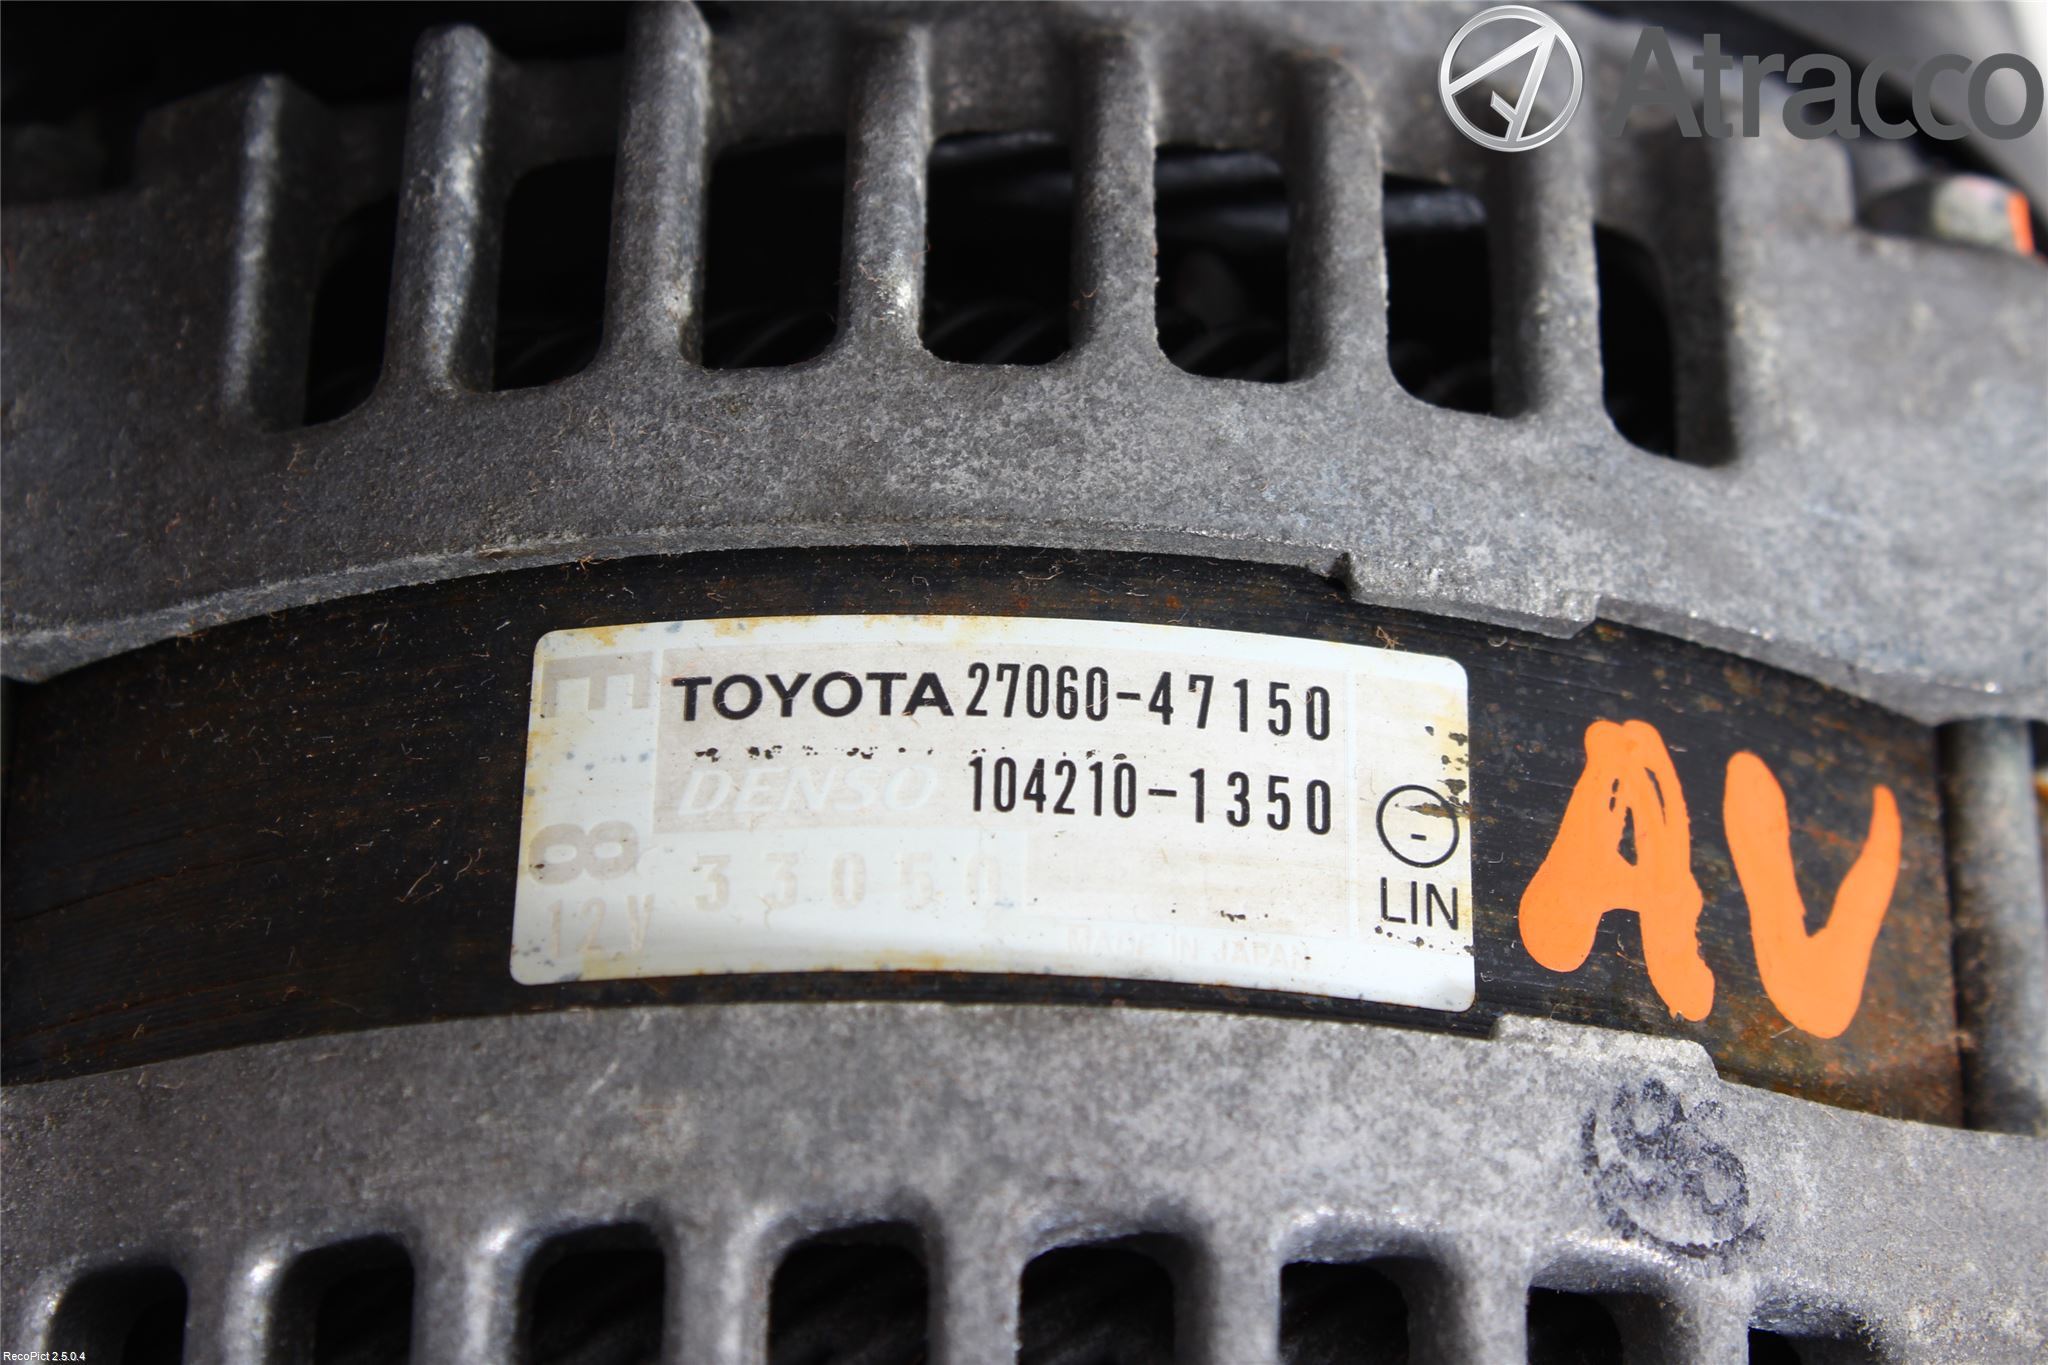 Atracco
TOYOTA 27060-47150
DENSO 104210-1350
E8
33050
12V
LIN
MADE IN JAPAN
AV
RecoPict 2.5.0.4